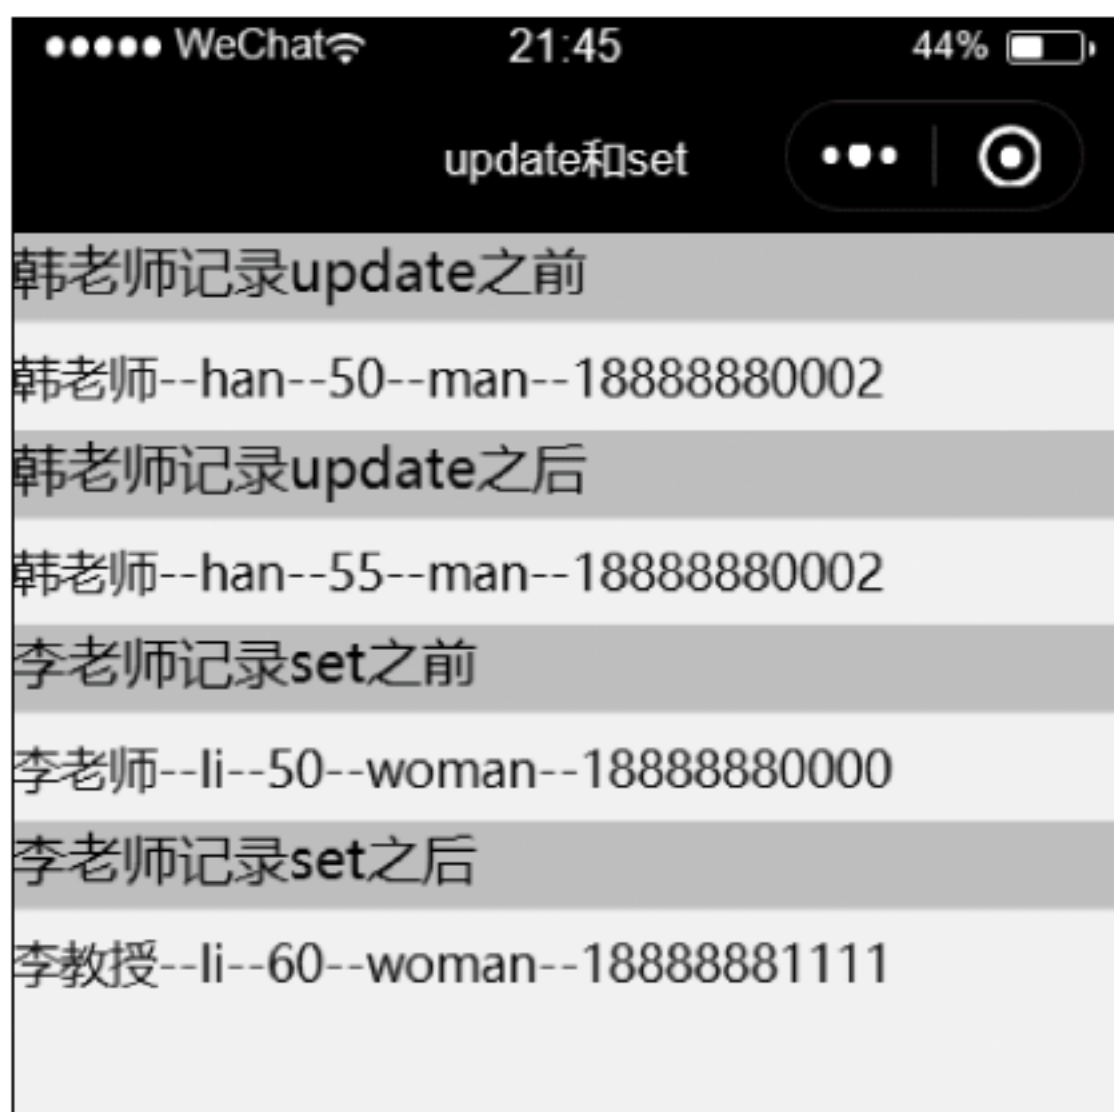 WeChat 21:45 44%
update和set
韩老师记录update之前
韩老师--han--50--man--18888880002
韩老师记录update之后
韩老师--han--55--man--18888880002
李老师记录set之前
李老师--li--50--woman--18888880000
李老师记录set之后
李教授--li--60--woman--18888881111